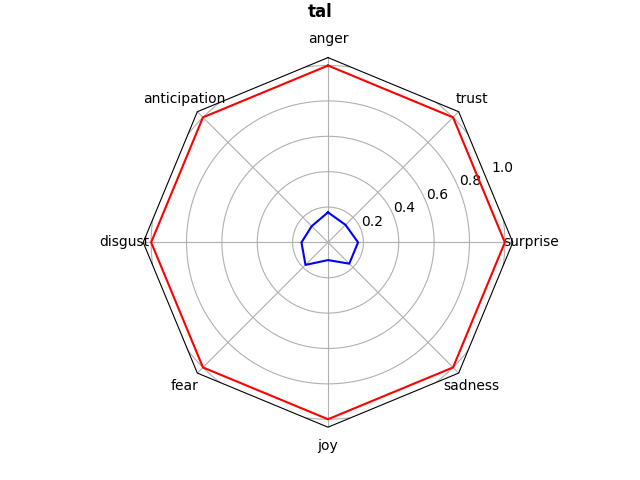 tal
anger
anticipation
trust
1.0
0.8
0.6
0.4
0.2
disgust
surprise
fear
sadness
joy